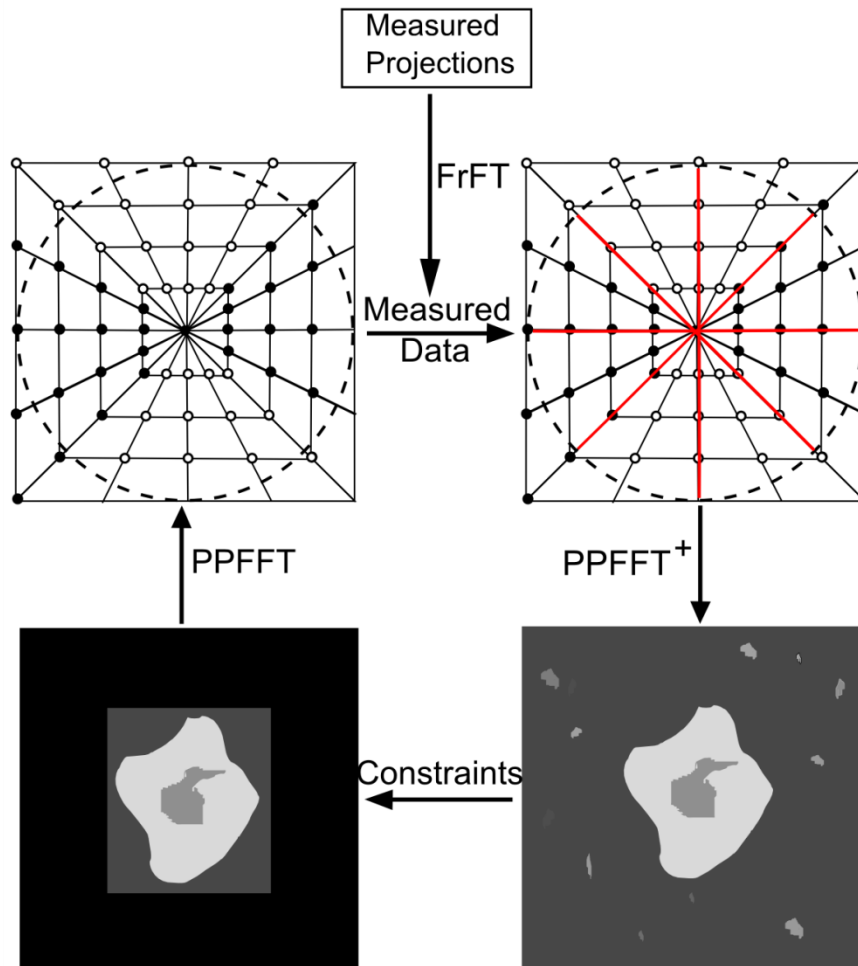 Measured
Projections
FrFT
Measured
Data
PPFFT
PPFFT+
Constraints